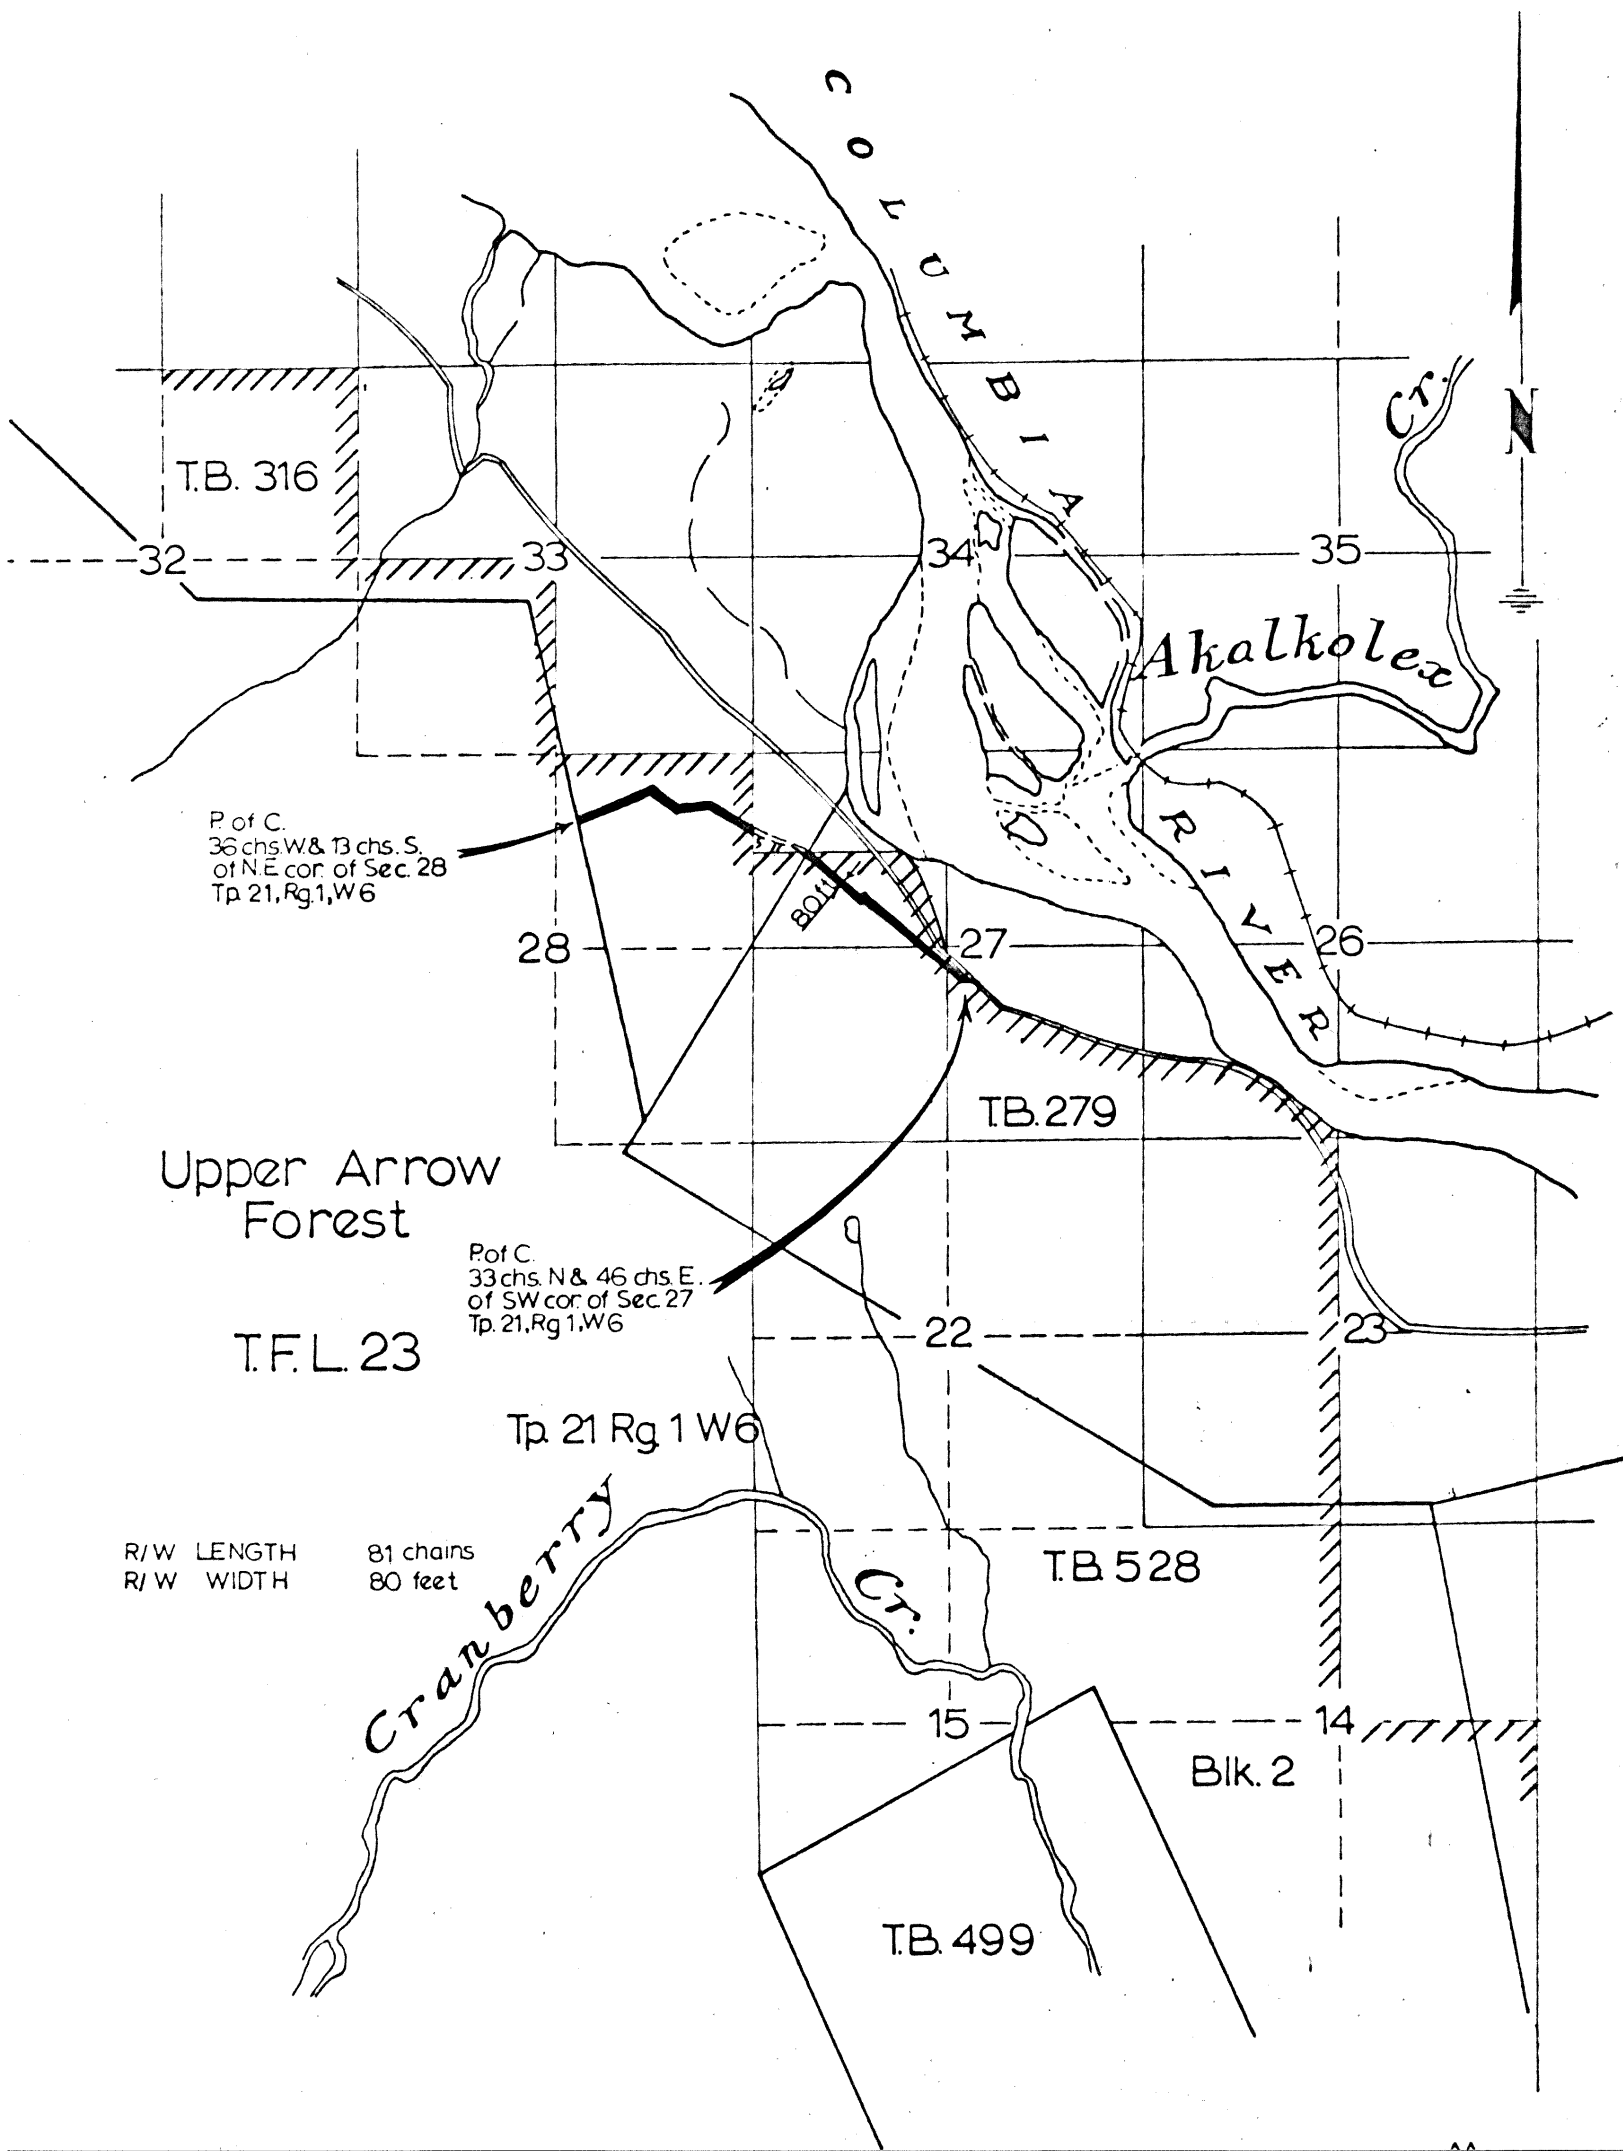 COLUMBIA
Cr.
N
T.B. 316
32
33
34
35
Akalkolex
P. of C.
36 chs.W.& 13 chs. S.
of N.E cor. of Sec. 28
Tp. 21, Rg.1, W6
RIVER
80ft.
28
27
26
T.B. 279
Upper Arrow
Forest
P.of C.
33 chs. N & 46 chs. E.
of SW cor. of Sec. 27
Tp. 21, Rg 1, W6
22
23
T.F.L. 23
Tp. 21 Rg. 1 W6
R/W LENGTH 81 chains
R/W WIDTH 80 feet
Cranberry
Cr.
T.B. 528
15
14
Blk. 2
T.B. 499